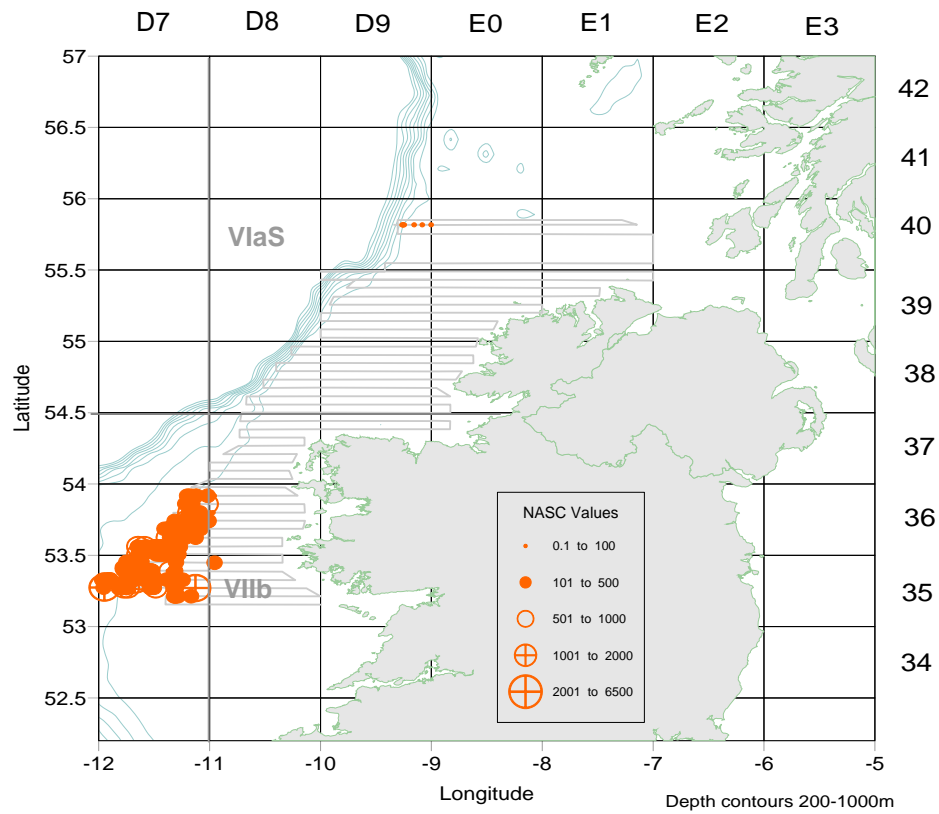 D7 D8 D9 E0 E1 E2 E3
57
42
56.5
41
56
40
VIaS
55.5
39
55
38
Latitude
54.5
37
54
36
NASC Values
0.1 to 100
53.5
101 to 500
VIIb
35
501 to 1000
53
1001 to 2000
34
2001 to 6500
52.5
-12 -11 -10 -9 -8 -7 -6 -5
Longitude
Depth contours 200-1000m